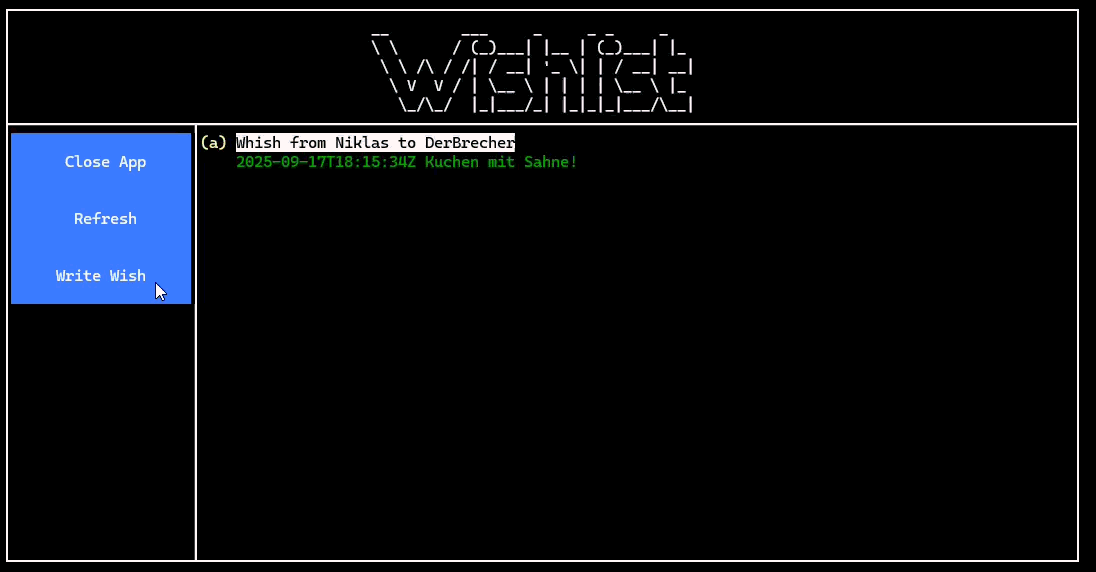 Wishlist
Close App
Refresh
Write Wish
(a) Whish from Niklas to DerBrecher
2025-09-17T18:15:34Z Kuchen mit Sahne!